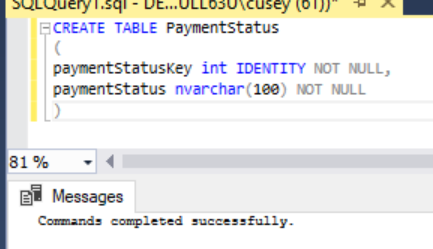 SQLQuery1.sql - DE...ULL63U\cusey (61))*
CREATE TABLE PaymentStatus
(
paymentStatusKey int IDENTITY NOT NULL,
paymentStatus nvarchar(100) NOT NULL
)
81 %
Messages
Commands completed successfully.